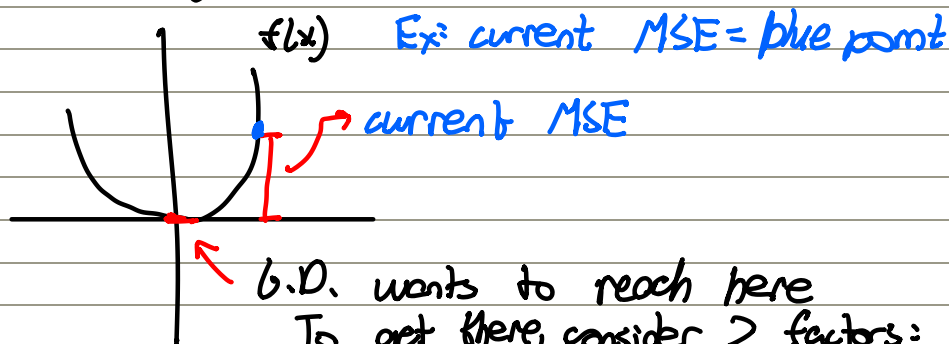 f(x) Ex: current MSE = blue point
current MSE
G.D. wants to reach here
To get there, consider 2 factors: